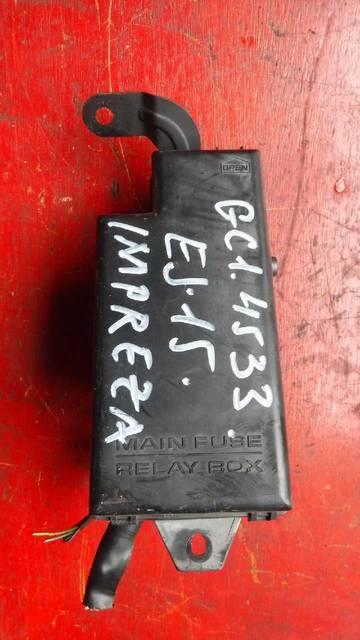 OPEN
GC1.4533.
EJ.15.
IMPREZA
MAIN FUSE
RELAY BOX